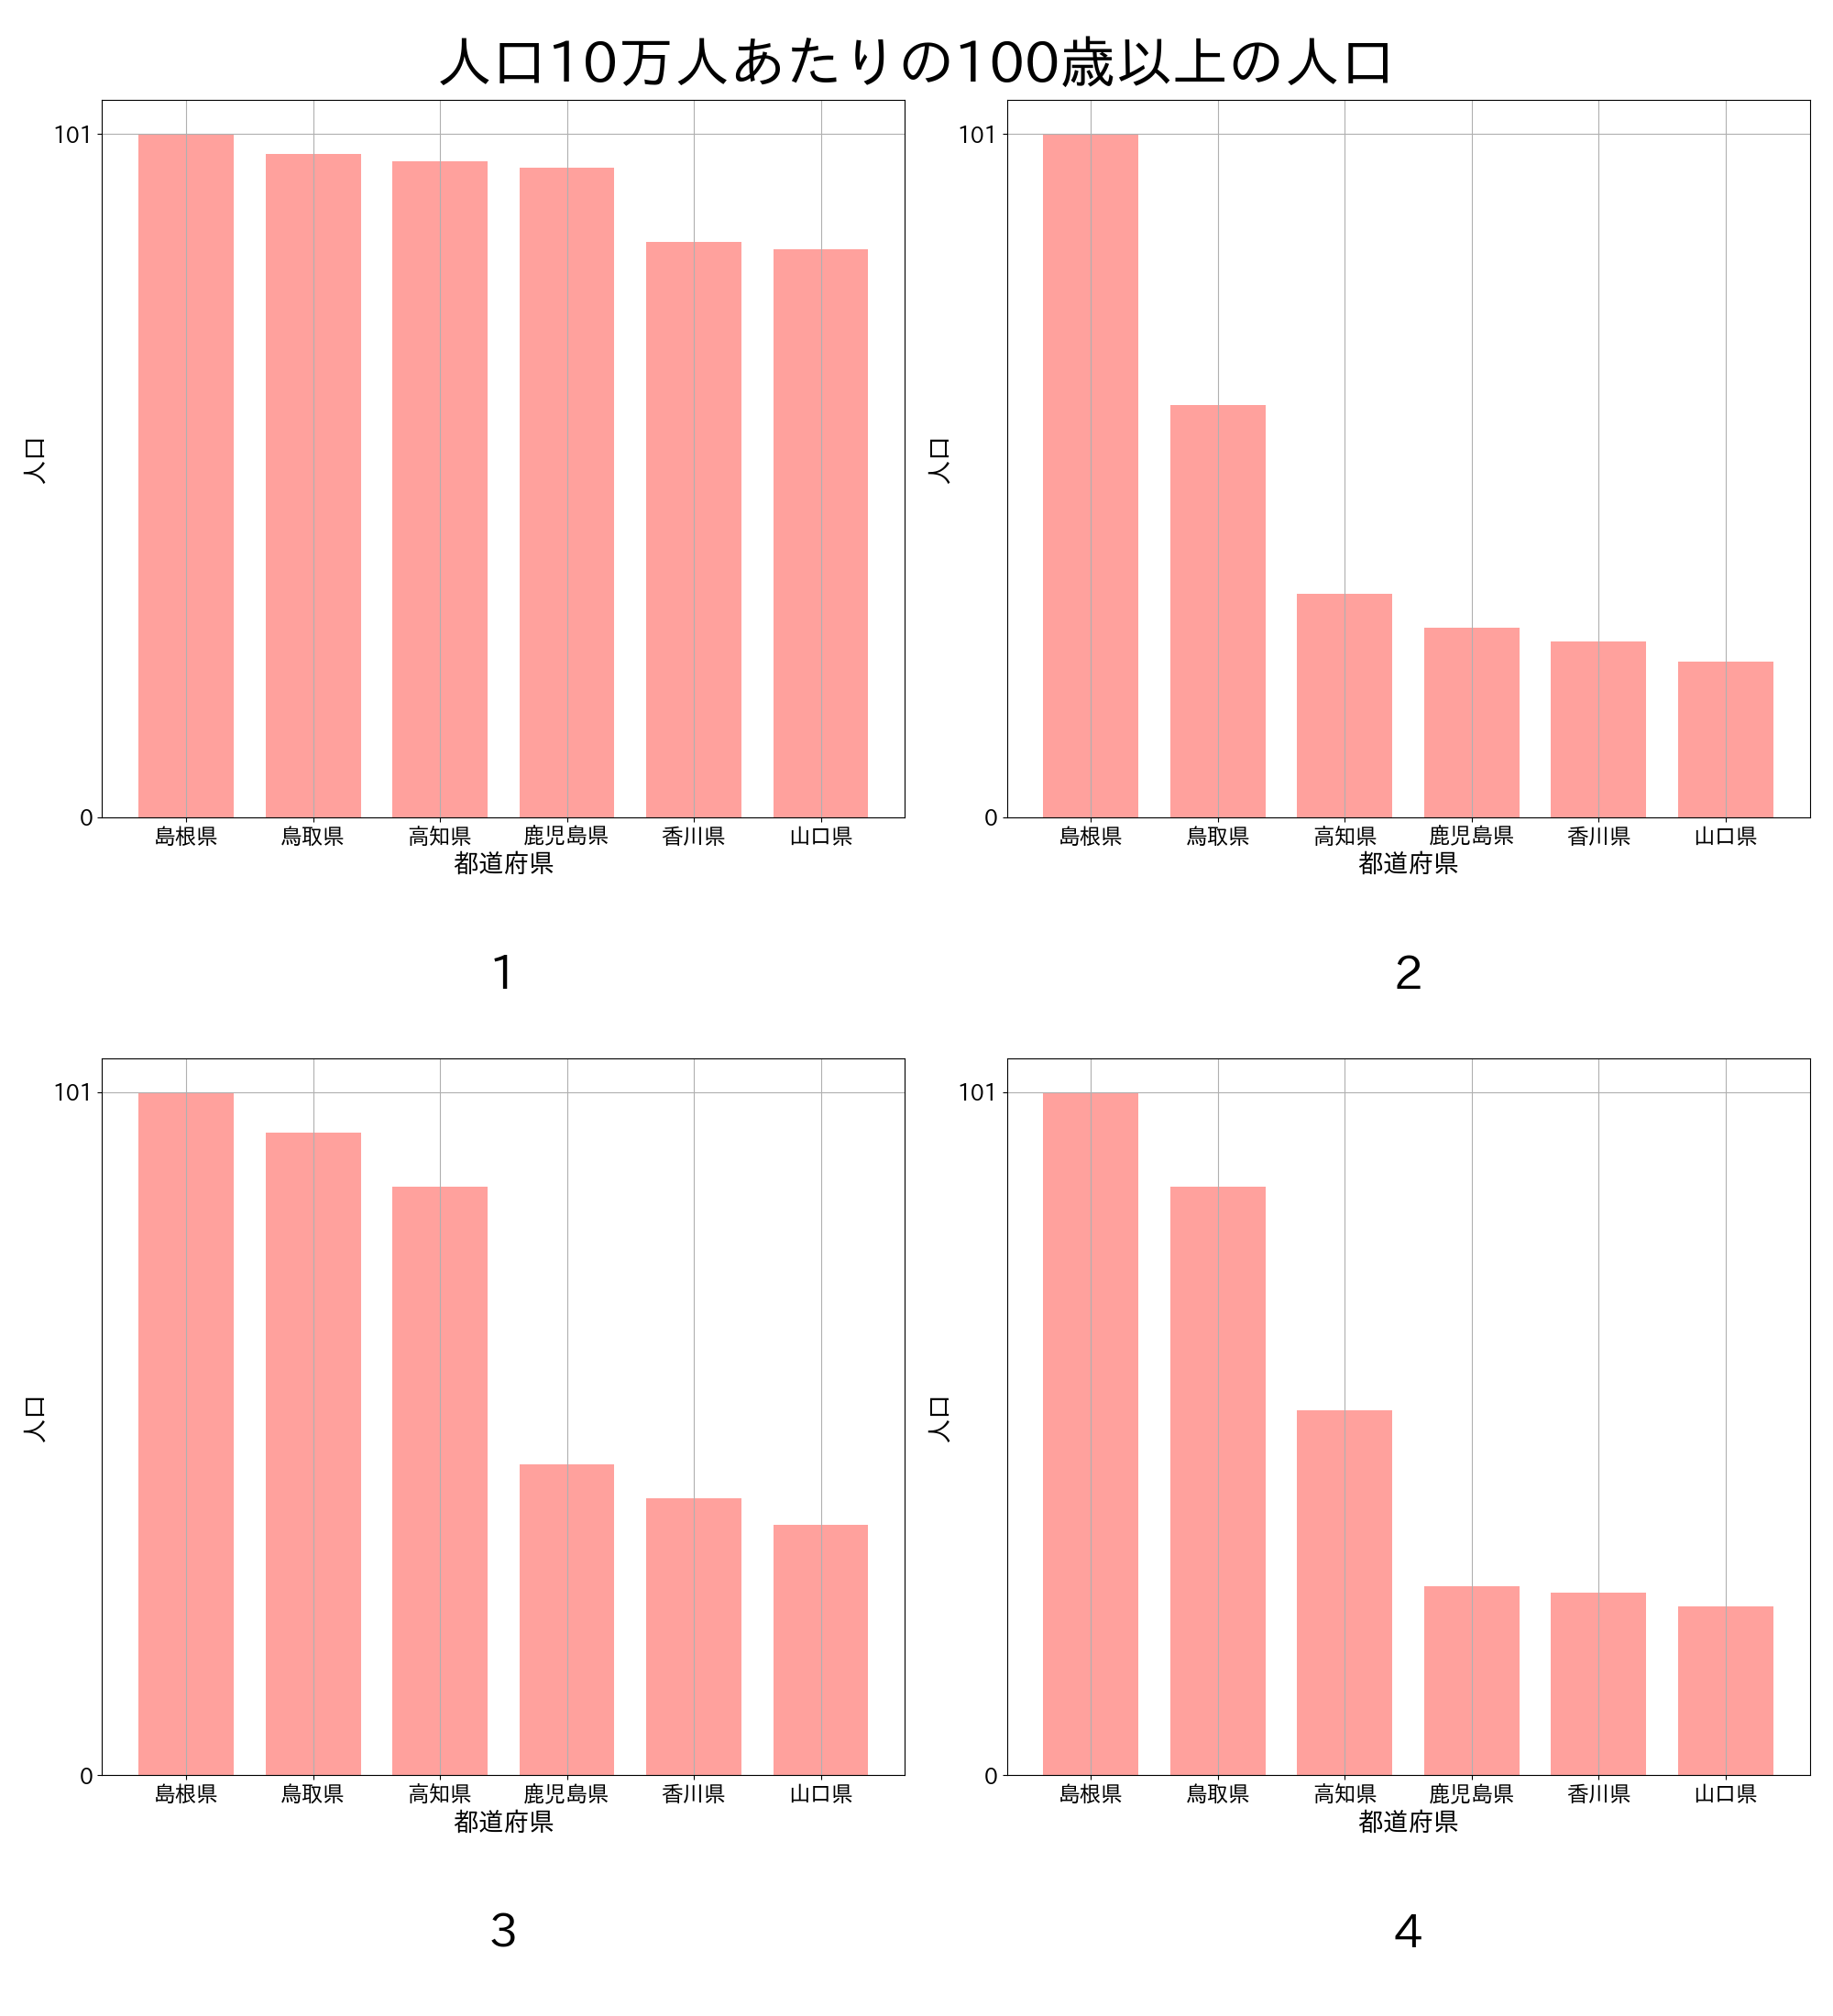 人口10万人あたりの100歳以上の人口
101
0
人口
島根県 鳥取県 高知県 鹿児島県 香川県 山口県
都道府県
1
101
0
人口
島根県 鳥取県 高知県 鹿児島県 香川県 山口県
都道府県
2
101
0
人口
島根県 鳥取県 高知県 鹿児島県 香川県 山口県
都道府県
3
101
0
人口
島根県 鳥取県 高知県 鹿児島県 香川県 山口県
都道府県
4